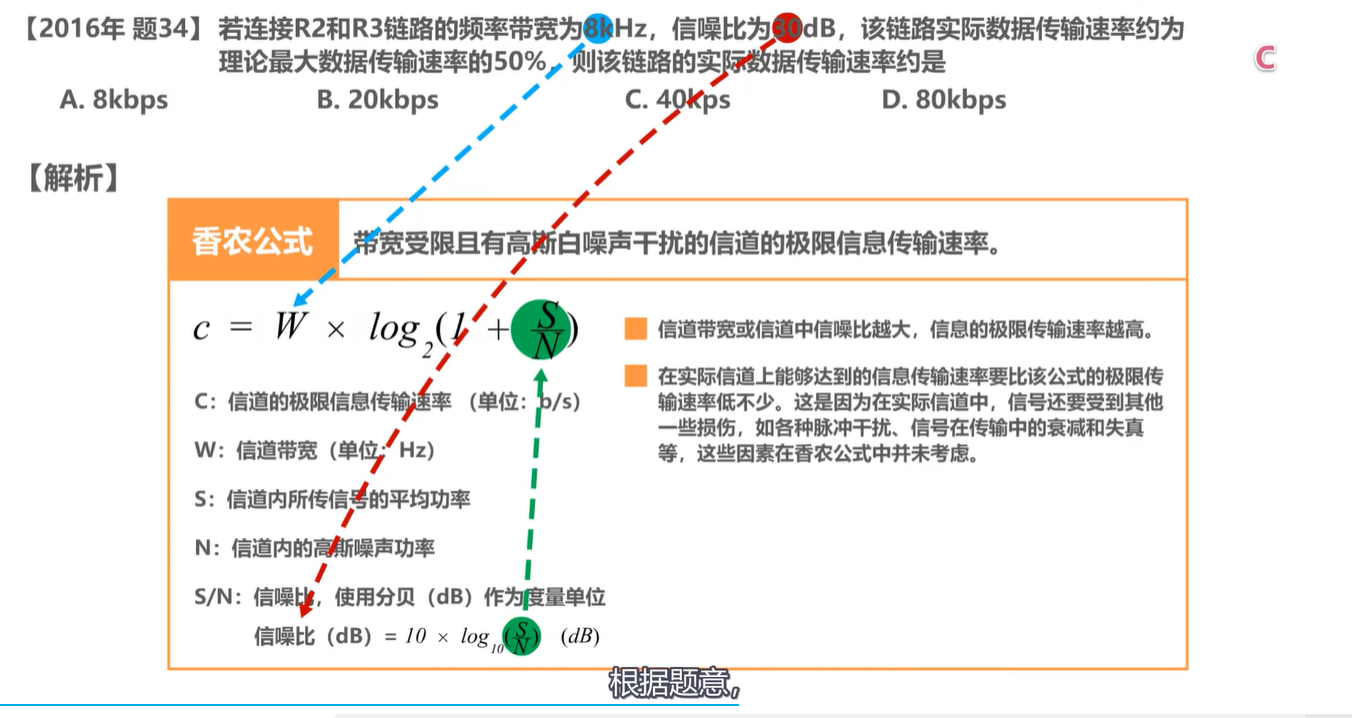 【2016年 题34】若连接R2和R3链路的频率带宽为8kHz，信噪比为30dB，该链路实际数据传输速率约为
理论最大数据传输速率的50%，则该链路的实际数据传输速率约是
C
A. 8kbps B. 20kbps C. 40kps D. 80kbps
【解析】
香农公式 带宽受限且有高斯白噪声干扰的信道的极限信息传输速率。
c = W × log₂(1 + S/N)
C：信道的极限信息传输速率 （单位：b/s）
W：信道带宽（单位：Hz）
S：信道内所传信号的平均功率
N：信道内的高斯噪声功率
S/N：信噪比，使用分贝（dB）作为度量单位
信噪比（dB）= 10 × log₁₀(S/N) (dB)
信道带宽或信道中信噪比越大，信息的极限传输速率越高。
在实际信道上能够达到的信息传输速率要比该公式的极限传
输速率低不少。这是因为在实际信道中，信号还要受到其他
一些损伤，如各种脉冲干扰、信号在传输中的衰减和失真
等，这些因素在香农公式中并未考虑。
根据题意，